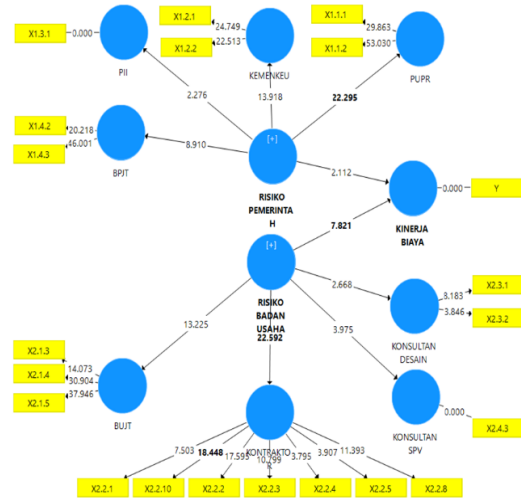 X1.2.1
X1.1.1
X1.3.1
0.000
24.749
29.863
X1.2.2
22.513
X1.1.2
53.030
PII
KEMENKEU
PUPR
2.276
13.918
22.295
X1.4.2
20.218
X1.4.3
46.001
8.910
BPJT
[+]
RISIKO
PEMERINTA
H
2.112
0.000
Y
KINERJA
BIAYA
7.821
[+]
RISIKO
BADAN
USAHA
22.592
2.668
8.183
X2.3.1
3.846
X2.3.2
KONSULTAN
DESAIN
13.225
3.975
X2.1.3
14.073
X2.1.4
30.904
X2.1.5
37.946
BUJT
0.000
X2.4.3
KONSULTAN
SPV
KONTRAKTO
R
7.503
18.448
17.595
10.799
3.795
3.907
11.393
X2.2.1
X2.2.10
X2.2.2
X2.2.3
X2.2.4
X2.2.5
X2.2.8